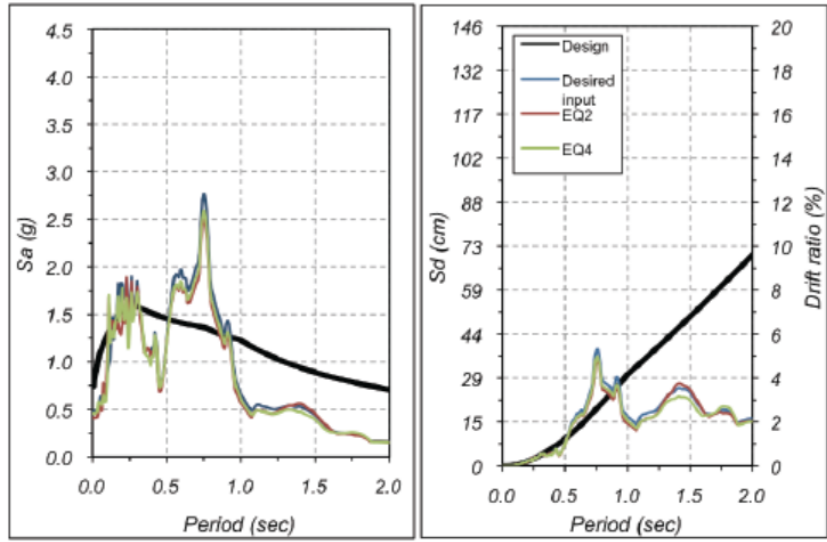 4.5
4.0
3.5
3.0
2.5
2.0
1.5
1.0
0.5
0.0
Sa (g)
0.0 0.5 1.0 1.5 2.0
Period (sec)
146
132
117
102
88
73
59
44
29
15
0
Sd (cm)
Design
Desired
input
EQ2
EQ4
20
18
16
14
12
10
8
6
4
2
0
Drift ratio (%)
0.0 0.5 1.0 1.5 2.0
Period (sec)